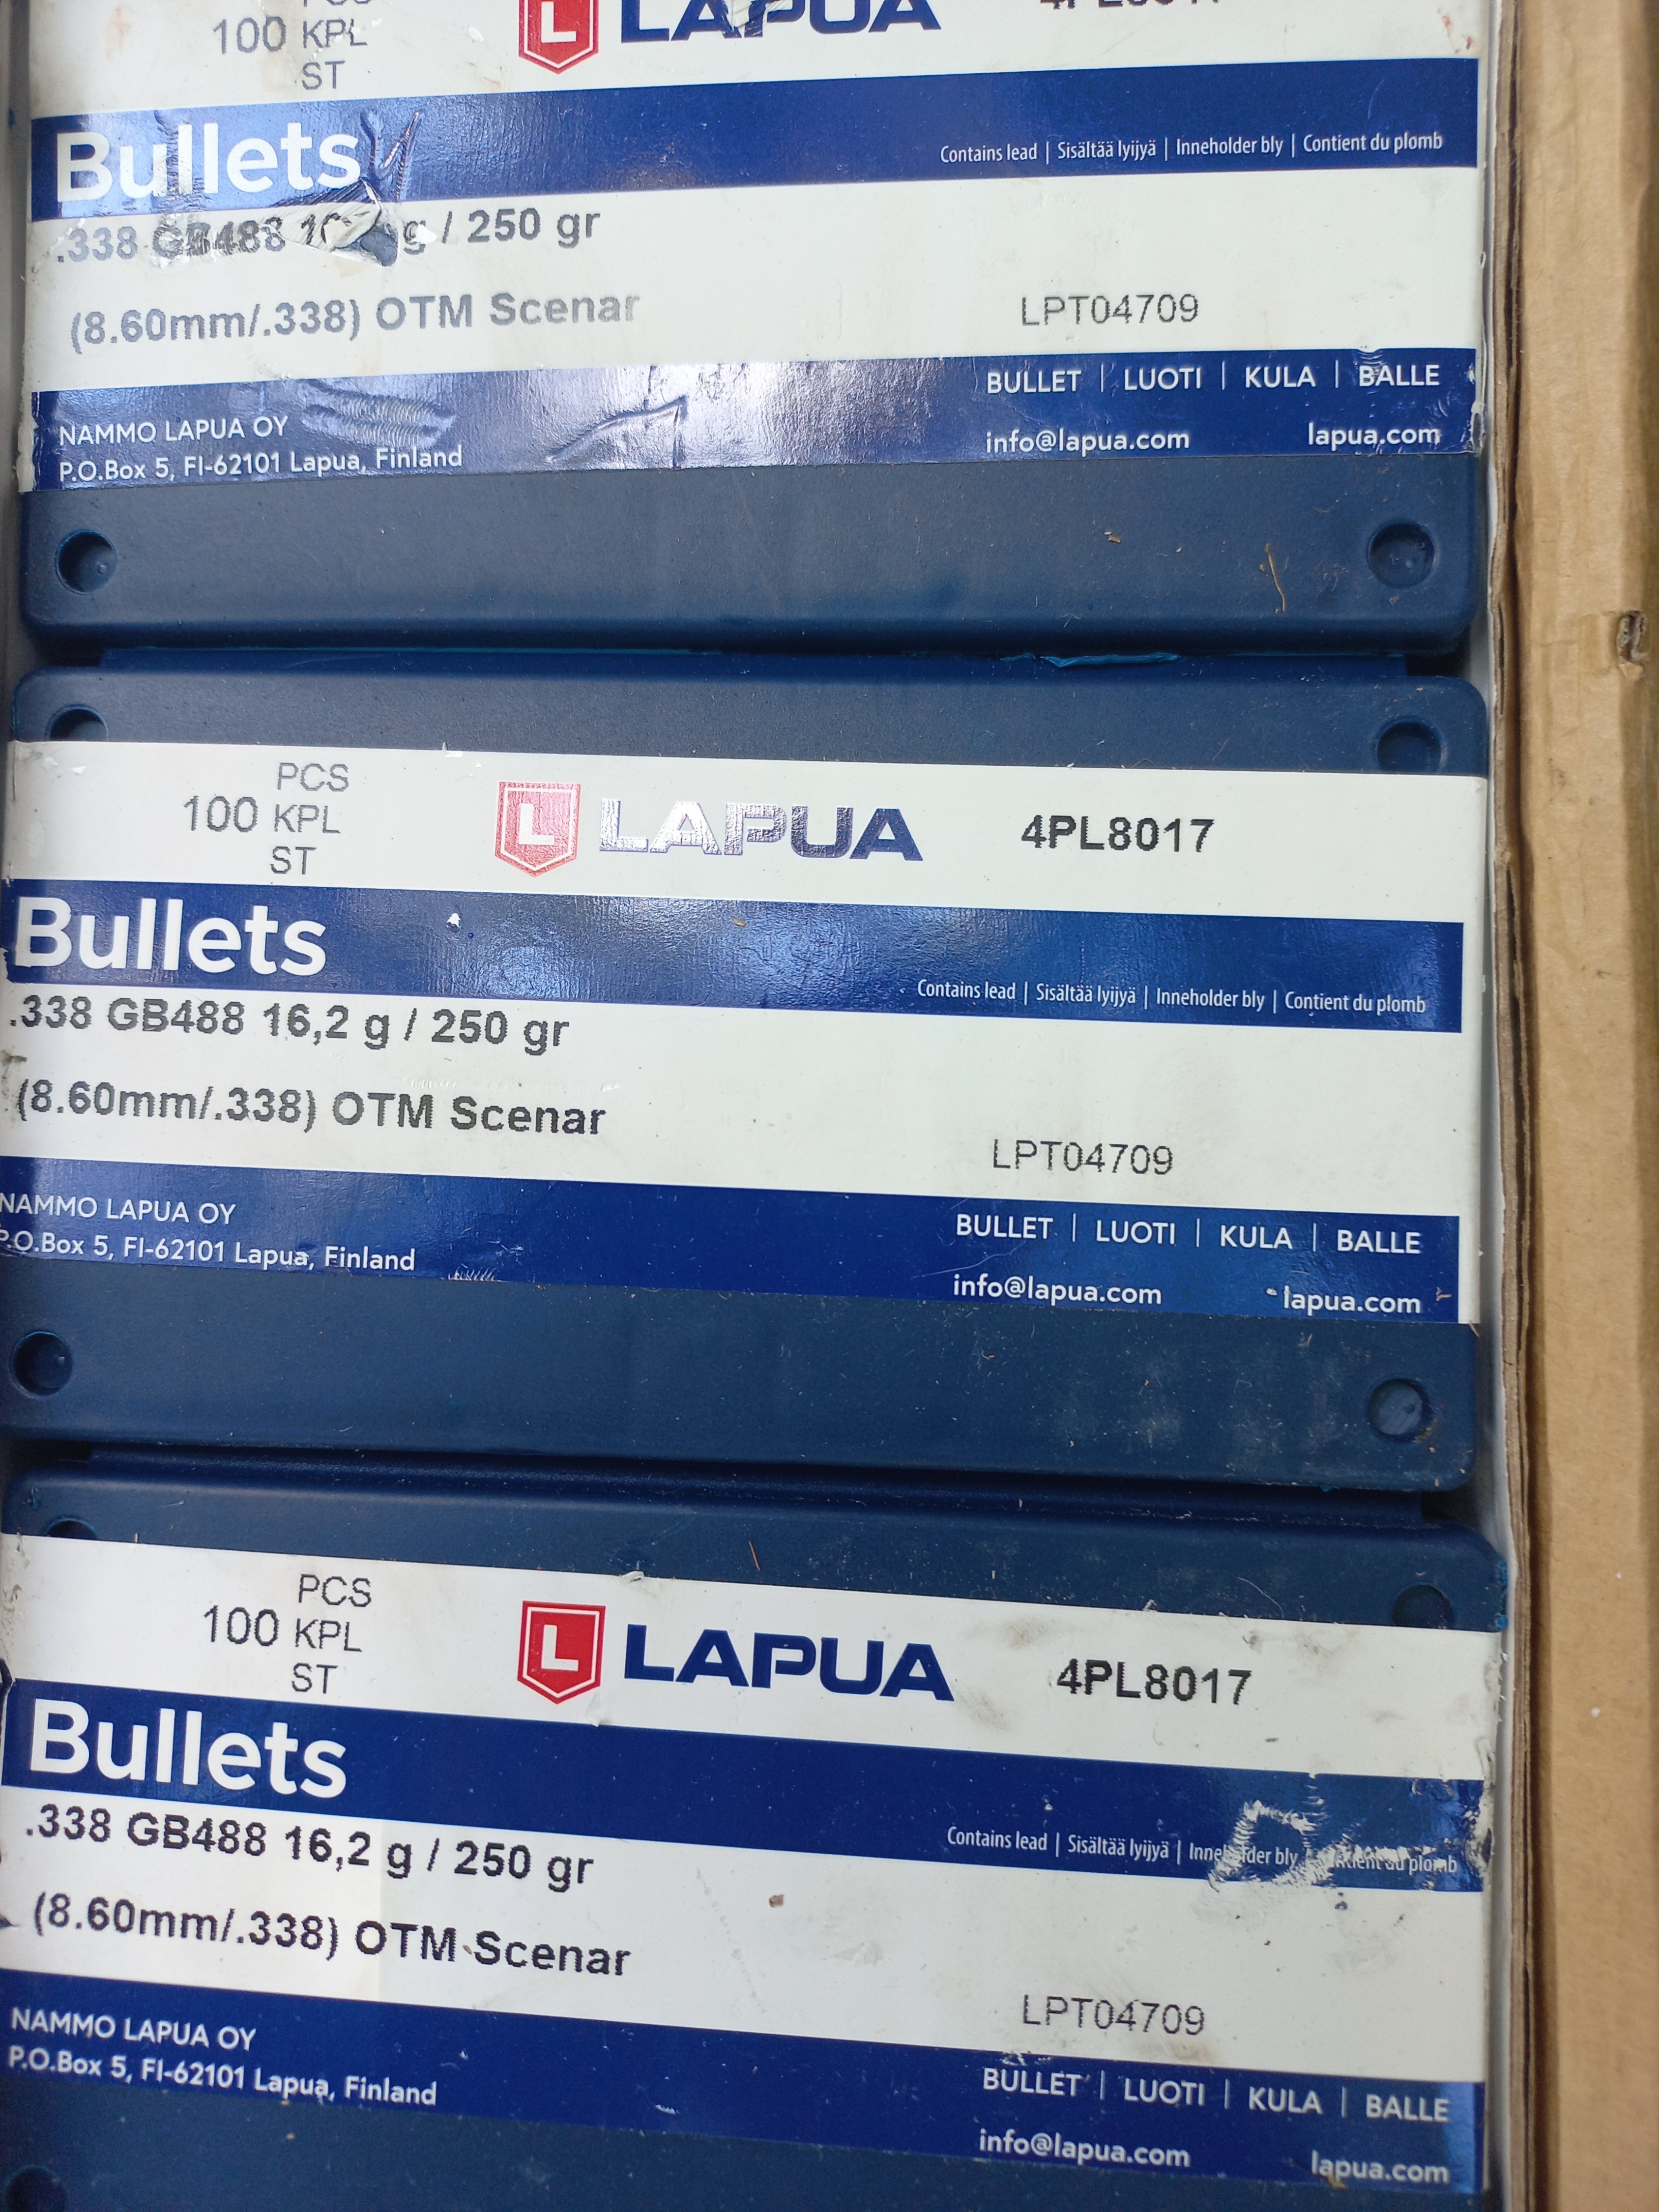 100 KPL
ST
LAPUA
Bullets
Contains lead | Sisältää lyijyä | Inneholder bly | Contient du plomb
.338 GB488 g / 250 gr
(8.60mm/.338) OTM Scenar
LPT04709
BULLET | LUOTI | KULA | BALLE
NAMMO LAPUA OY
P.O.Box 5, FI-62101 Lapua, Finland
info@lapua.com
lapua.com
PCS
100 KPL
ST
L LAPUA
4PL8017
Bullets
Contains lead | Sisältää lyijyä | Inneholder bly | Contient du plomb
.338 GB488 16,2 g / 250 gr
(8.60mm/.338) OTM Scenar
LPT04709
NAMMO LAPUA OY
P.O.Box 5, FI-62101 Lapua, Finland
BULLET | LUOTI | KULA | BALLE
info@lapua.com
lapua.com
PCS
100 KPL
ST
L LAPUA
4PL8017
Bullets
Contains lead | Sisältää lyijyä | Inneholder bly | Contient du plomb
.338 GB488 16,2 g / 250 gr
(8.60mm/.338) OTM Scenar
LPT04709
NAMMO LAPUA OY
P.O.Box 5, FI-62101 Lapua, Finland
BULLET | LUOTI | KULA | BALLE
info@lapua.com
lapua.com